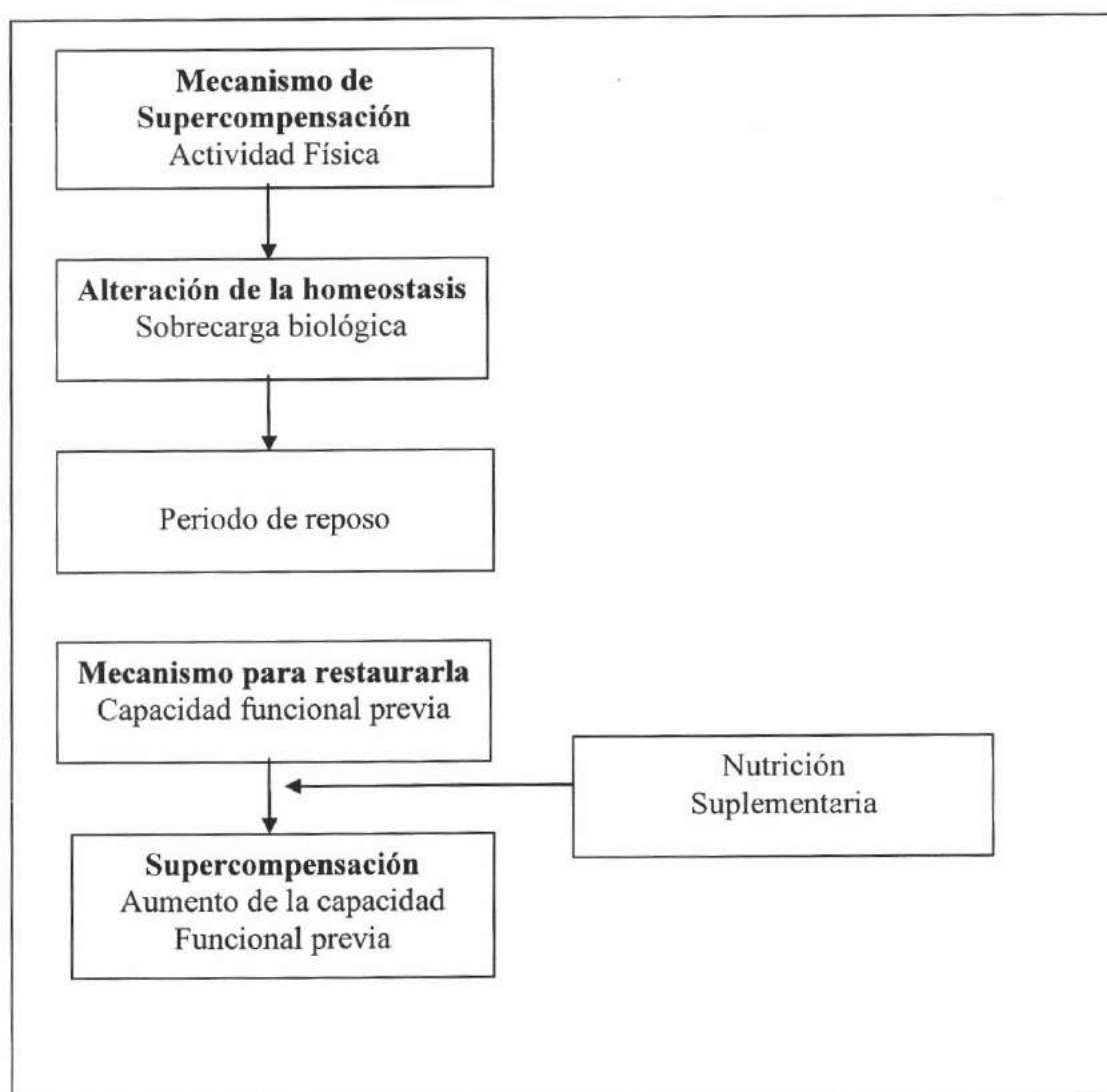 Mecanismo de
Supercompensación
Actividad Física
Alteración de la homeostasis
Sobrecarga biológica
Periodo de reposo
Mecanismo para restaurarla
Capacidad funcional previa
Nutrición
Suplementaria
Supercompensación
Aumento de la capacidad
Funcional previa